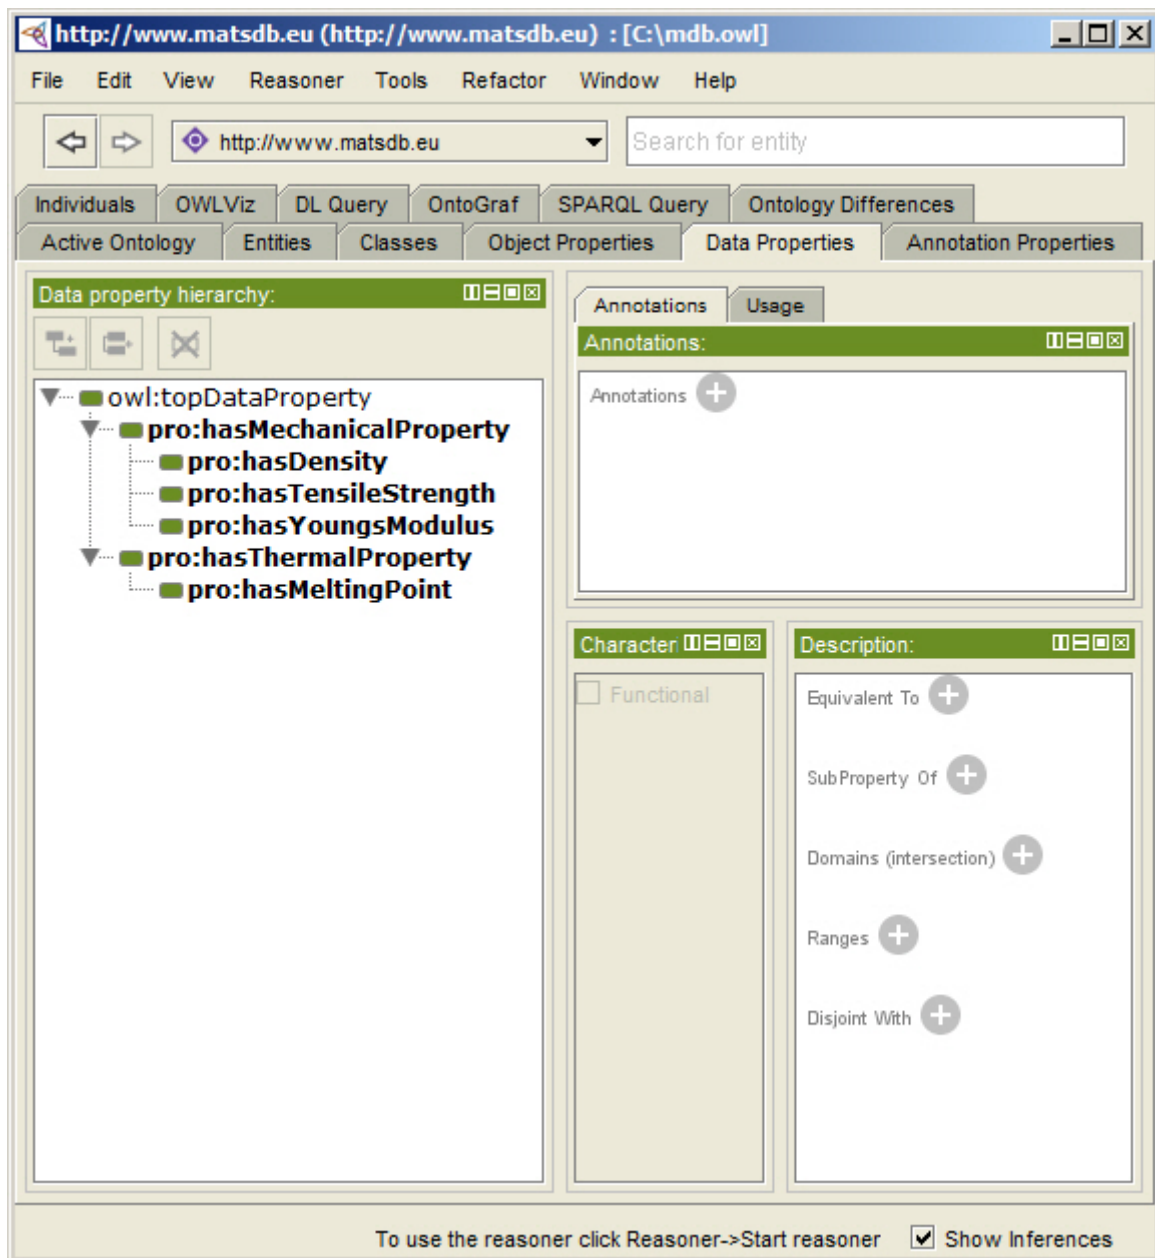 http://www.matsdb.eu (http://www.matsdb.eu) : [C:\mdb.owl]
File Edit View Reasoner Tools Refactor Window Help
http://www.matsdb.eu Search for entity
Individuals OWLViz DL Query OntoGraf SPARQL Query Ontology Differences
Active Ontology Entities Classes Object Properties Data Properties Annotation Properties
Data property hierarchy:
owl:topDataProperty
pro:hasMechanicalProperty
pro:hasDensity
pro:hasTensileStrength
pro:hasYoungsModulus
pro:hasThermalProperty
pro:hasMeltingPoint
Annotations Usage
Annotations:
Annotations
Characteri
Functional
Description:
Equivalent To
SubProperty Of
Domains (intersection)
Ranges
Disjoint With
To use the reasoner click Reasoner->Start reasoner Show Inferences